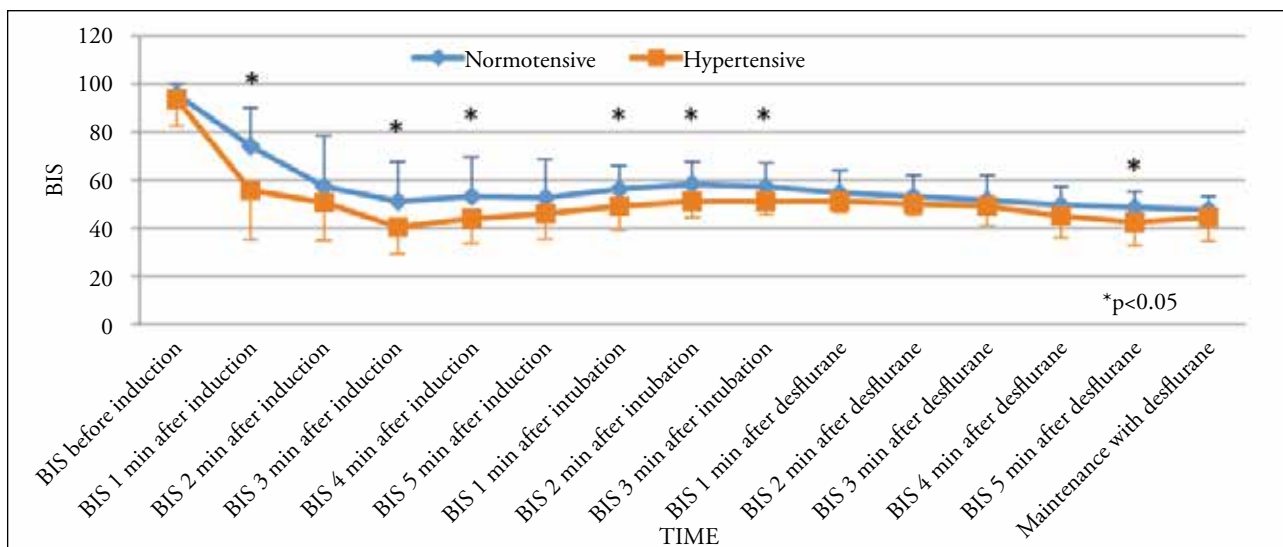 BIS
120
100
80
60
40
20
0
Normotensive Hypertensive
*
*
*
*
*
*
*
*p<0.05
BIS before induction
BIS 1 min after induction
BIS 2 min after induction
BIS 3 min after induction
BIS 4 min after induction
BIS 5 min after induction
BIS 1 min after intubation
BIS 2 min after intubation
BIS 3 min after intubation
BIS 1 min after desflurane
BIS 2 min after desflurane
BIS 3 min after desflurane
BIS 4 min after desflurane
BIS 5 min after desflurane
Maintenance with desflurane
TIME